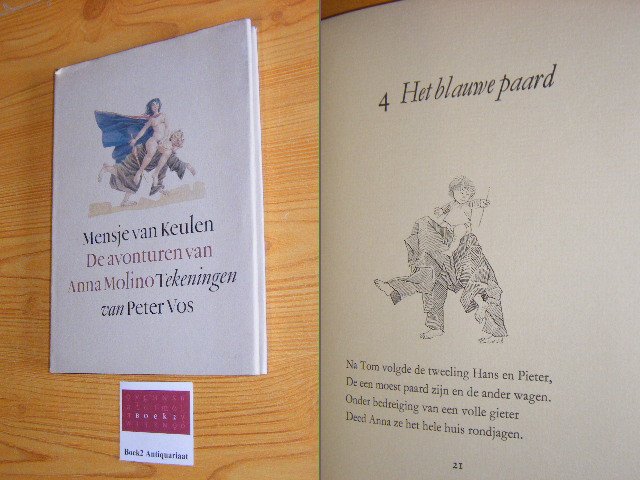 Mensje van Keulen
De avonturen van
Anna Molino Tekeningen
van Peter Vos
Boek2
Boek2 Antiquariaat
4 Het blauwe paard
Na Tom volgde de tweeling Hans en Pieter,
De een moest paard zijn en de ander wagen.
Onder bedreiging van een volle gieter
Deed Anna ze het hele huis rondjagen.
21